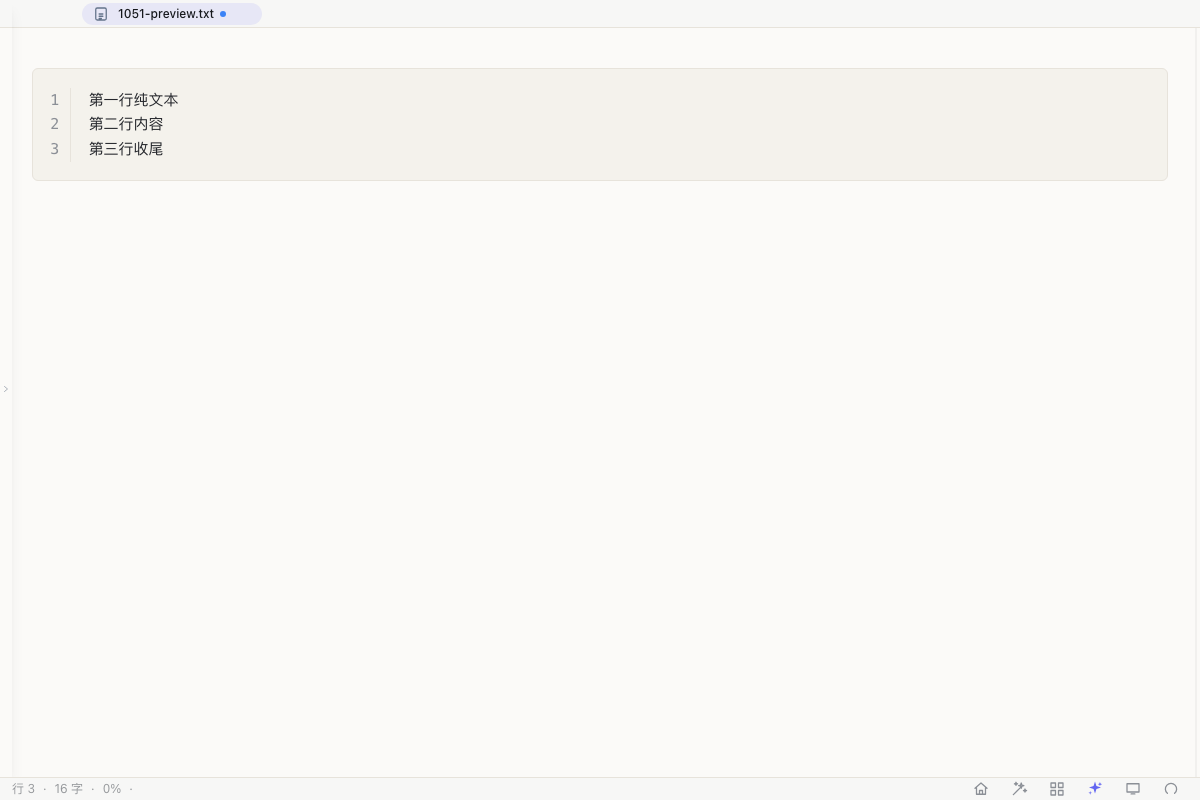 1051-preview.txt
1 第一行纯文本
2 第二行内容
3 第三行收尾
行 3 · 16 字 · 0% ·